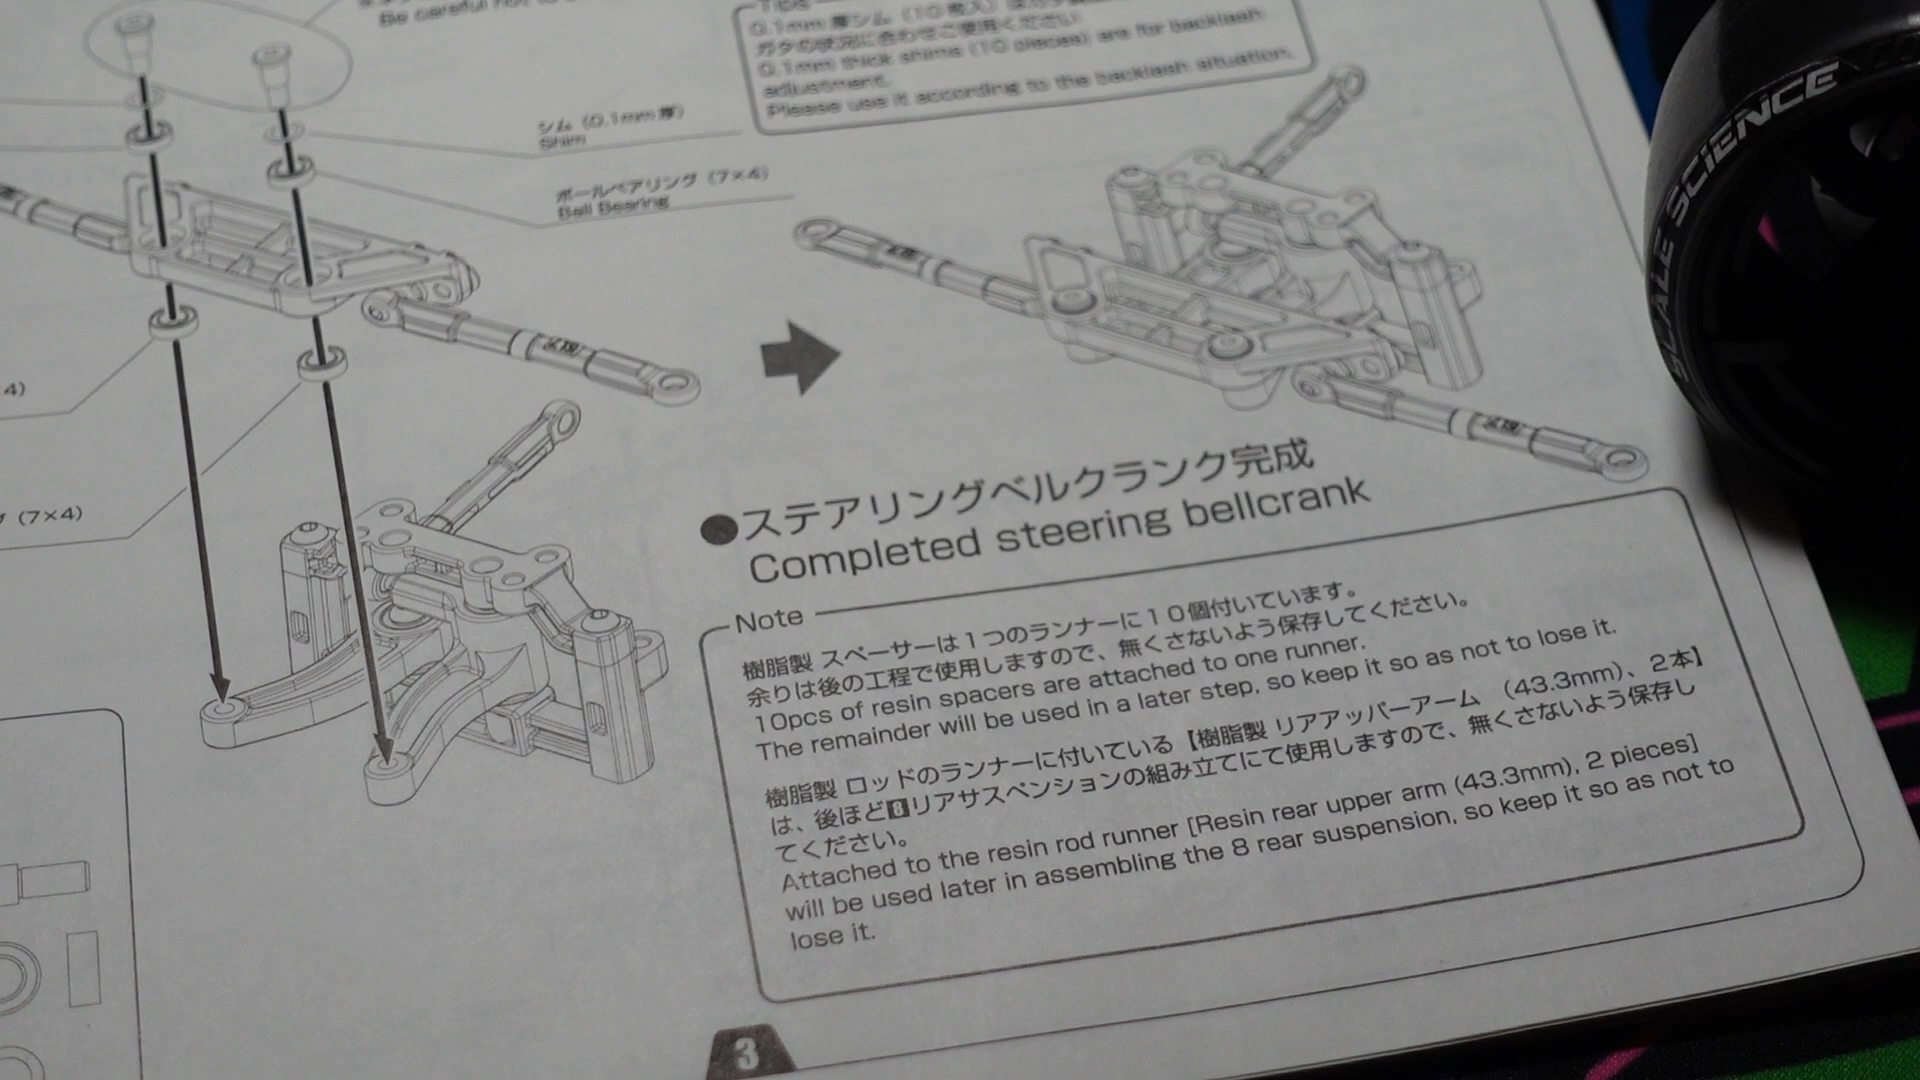 Be careful not to
Tips
0.1mm 厚シム（10枚入）は
ガタの状況に合わせご使用ください
0.1mm thick shims (10 pieces) are for backlash
adjustment.
Please use it according to the backlash situation.
シム（0.1mm 厚）
Shim
ボールベアリング（7×4）
Ball Bearing
4）
（7×4）
●ステアリングベルクランク完成
Completed steering bellcrank
Note
樹脂製 スペーサーは１つのランナーに１０個付いています。
余りは後の工程で使用しますので、無くさないよう保存してください。
10pcs of resin spacers are attached to one runner.
The remainder will be used in a later step, so keep it so as not to lose it.
樹脂製 ロッドのランナーに付いている【樹脂製 リアアッパーアーム （43.3mm）、２本】
は、後ほど8リアサスペンションの組み立てにて使用しますので、無くさないよう保存し
てください。
Attached to the resin rod runner [Resin rear upper arm (43.3mm), 2 pieces]
will be used later in assembling the 8 rear suspension, so keep it so as not to
lose it.
3
SCALE SCiENCE